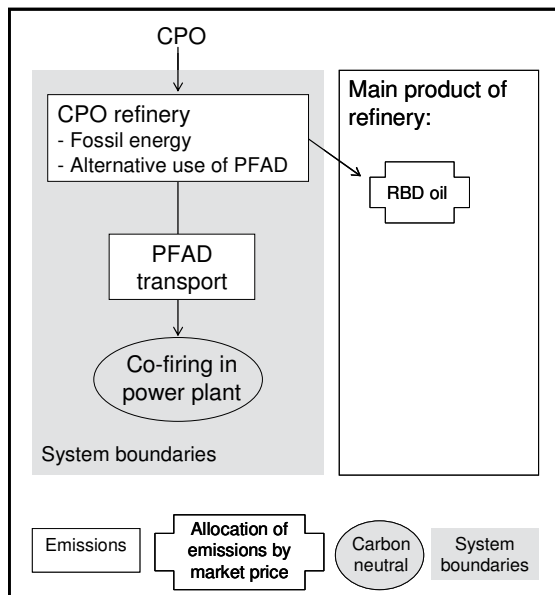 CPO
CPO refinery
- Fossil energy
- Alternative use of PFAD
PFAD
transport
Co-firing in
power plant
System boundaries
Main product of
refinery:
RBD oil
Emissions
Allocation of
emissions by
market price
Carbon
neutral
System
boundaries